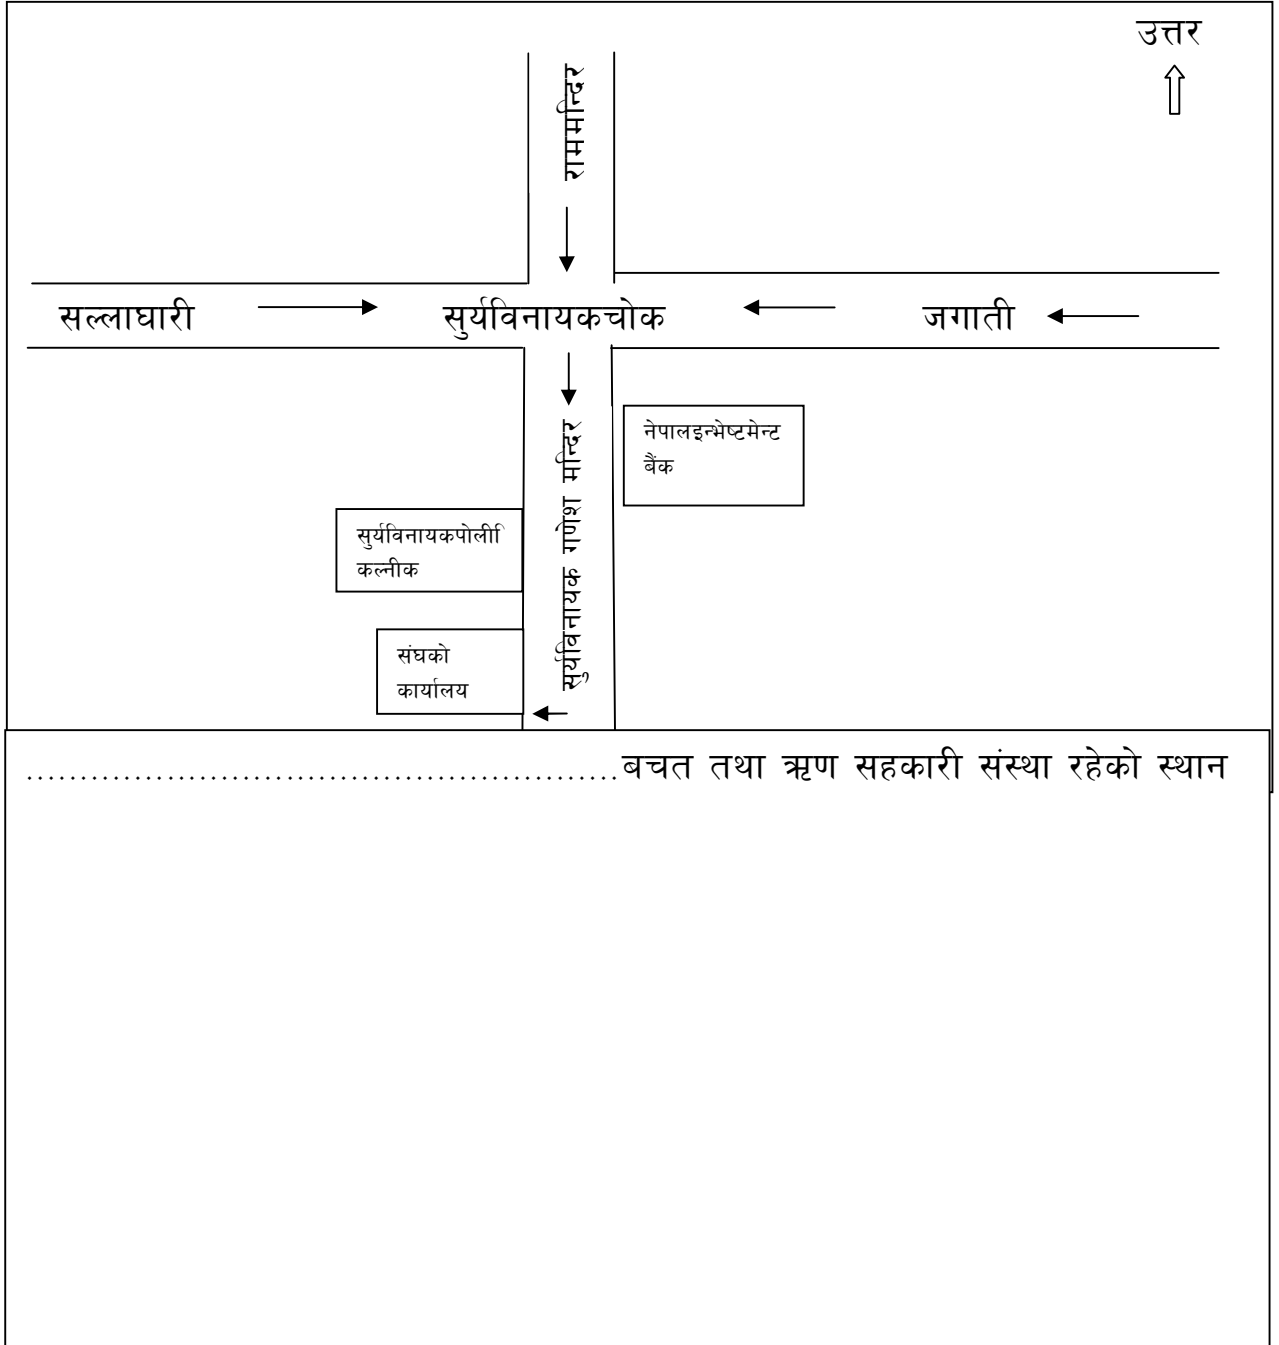 उत्तर
राममन्दिर
सल्लाघारी
सुर्यविनायकचोक
जगाती
नेपालइन्भेष्टमेन्ट
बैंक
सुर्यविनायक गणेश मन्दिर
सुर्यविनायकपोलीि
कल्नीक
संघको
कार्यालय
......................................................बचत तथा ऋण सहकारी संस्था रहेको स्थान